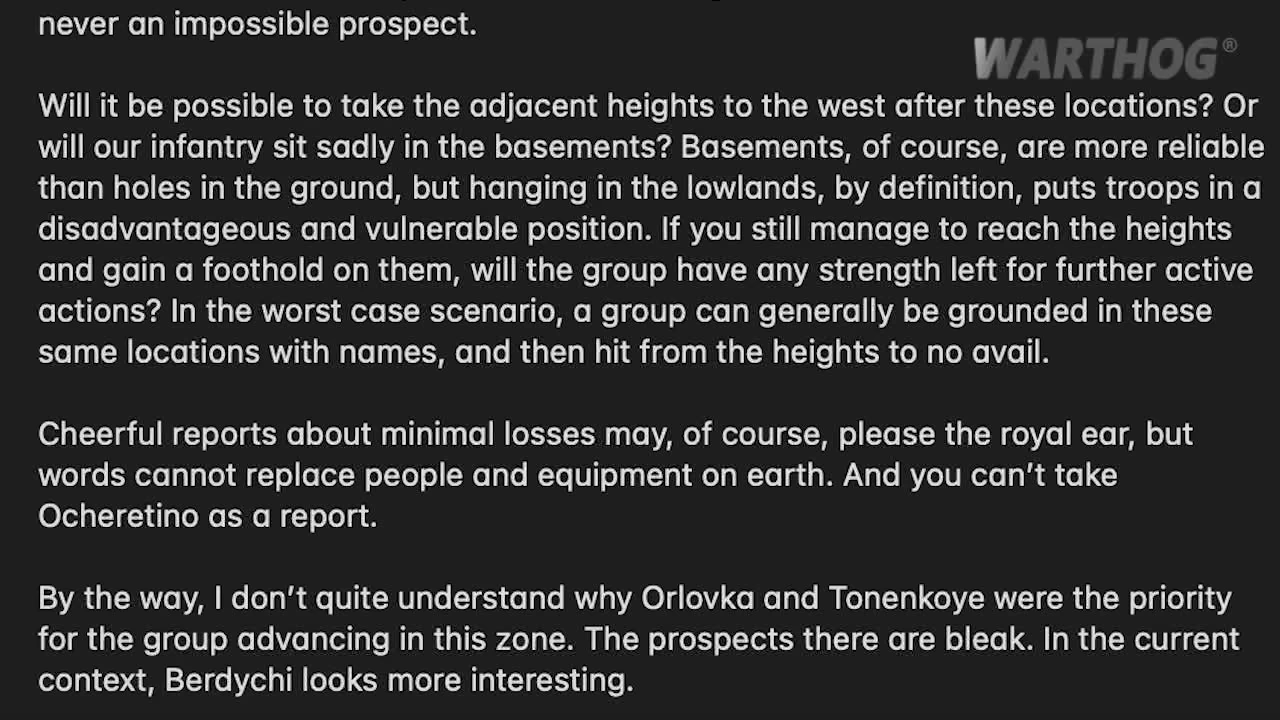 never an impossible prospect.
WARTHOG®
Will it be possible to take the adjacent heights to the west after these locations? Or
will our infantry sit sadly in the basements? Basements, of course, are more reliable
than holes in the ground, but hanging in the lowlands, by definition, puts troops in a
disadvantageous and vulnerable position. If you still manage to reach the heights
and gain a foothold on them, will the group have any strength left for further active
actions? In the worst case scenario, a group can generally be grounded in these
same locations with names, and then hit from the heights to no avail.
Cheerful reports about minimal losses may, of course, please the royal ear, but
words cannot replace people and equipment on earth. And you can’t take
Ocheretino as a report.
By the way, I don’t quite understand why Orlovka and Tonenkoye were the priority
for the group advancing in this zone. The prospects there are bleak. In the current
context, Berdychi looks more interesting.